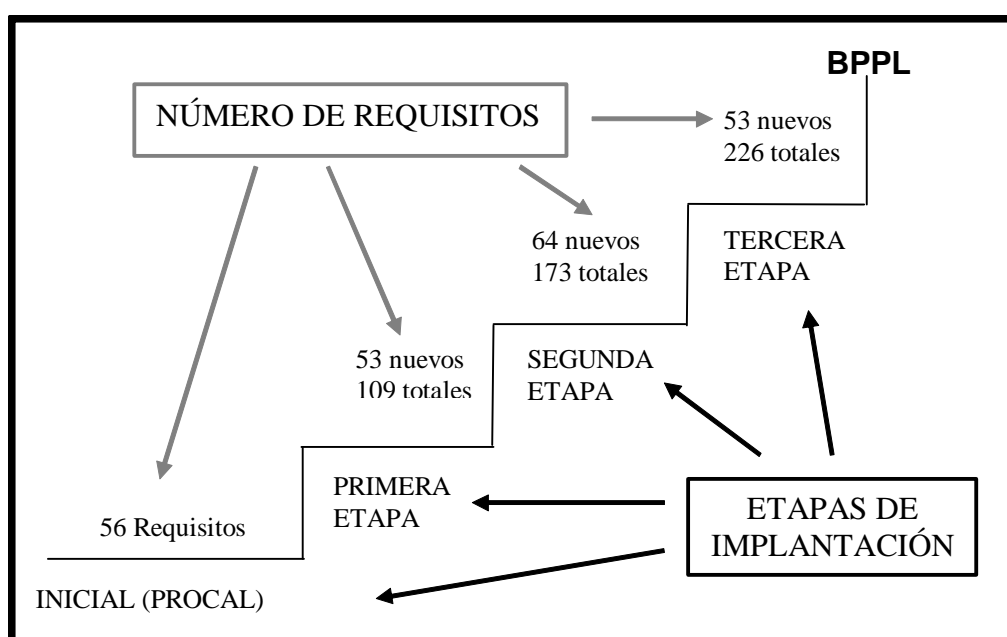 BPPL
NÚMERO DE REQUISITOS
53 nuevos
226 totales
64 nuevos
173 totales
TERCERA
ETAPA
53 nuevos
109 totales
SEGUNDA
ETAPA
56 Requisitos
PRIMERA
ETAPA
ETAPAS DE
IMPLANTACIÓN
INICIAL (PROCAL)